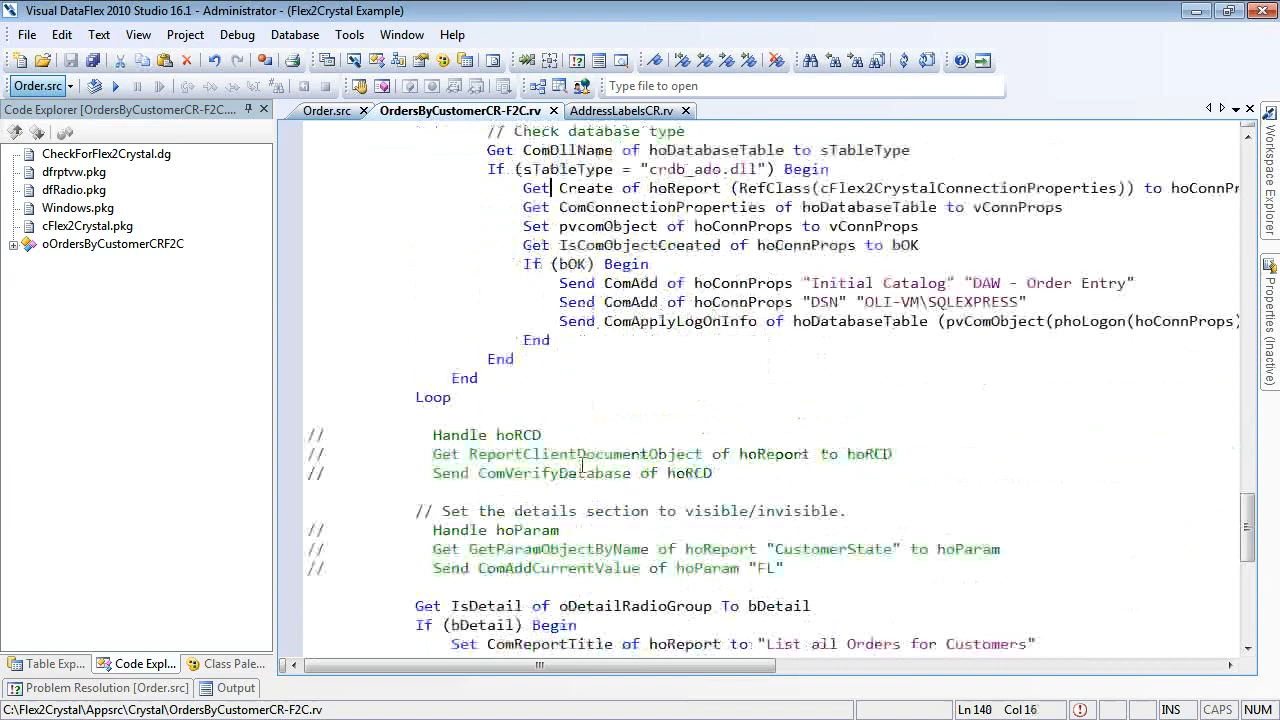 Visual DataFlex 2010 Studio 16.1 - Administrator - (Flex2Crystal Example)
File Edit Text View Project Debug Database Tools Window Help
Order.src
Type file to open
Code Explorer [OrdersByCustomerCR-F2C....
Order.src
OrdersByCustomerCR-F2C.rv
AddressLabelsCR.rv
CheckForFlex2Crystal.dg
dfrptvw.pkg
dfRadio.pkg
Windows.pkg
cFlex2Crystal.pkg
oOrdersByCustomerCRF2C
// Check database type
Get ComDllName of hoDatabaseTable to sTableType
If (sTableType = "crdb_ado.dll") Begin
Get Create of hoReport (RefClass(cFlex2CrystalConnectionProperties)) to hoConnPr
Get ComConnectionProperties of hoDatabaseTable to vConnProps
Set pvcomObject of hoConnProps to vConnProps
Get IsComObjectCreated of hoConnProps to bOK
If (bOK) Begin
Send ComAdd of hoConnProps "Initial Catalog" "DAW - Order Entry"
Send ComAdd of hoConnProps "DSN" "OLI-VM\SQLEXPRESS"
Send ComApplyLogOnInfo of hoDatabaseTable (pvComObject(phoLogon(hoConnProps)
End
End
End
Loop
// Handle hoRCD
// Get ReportClientDocumentObject of hoReport to hoRCD
// Send ComVerifyDatabase of hoRCD
// Set the details section to visible/invisible.
// Handle hoParam
// Get GetParamObjectByName of hoReport "CustomerState" to hoParam
// Send ComAddCurrentValue of hoParam "FL"
Get IsDetail of oDetailRadioGroup To bDetail
If (bDetail) Begin
Set ComReportTitle of hoReport to "List all Orders for Customers"
Workspace Explorer
Properties (Inactive)
Table Exp... Code Expl... Class Pale...
Problem Resolution [Order.src] Output
C:\Flex2Crystal\Appsrc\Crystal\OrdersByCustomerCR-F2C.rv
Ln 140 Col 16 INS CAPS NUM